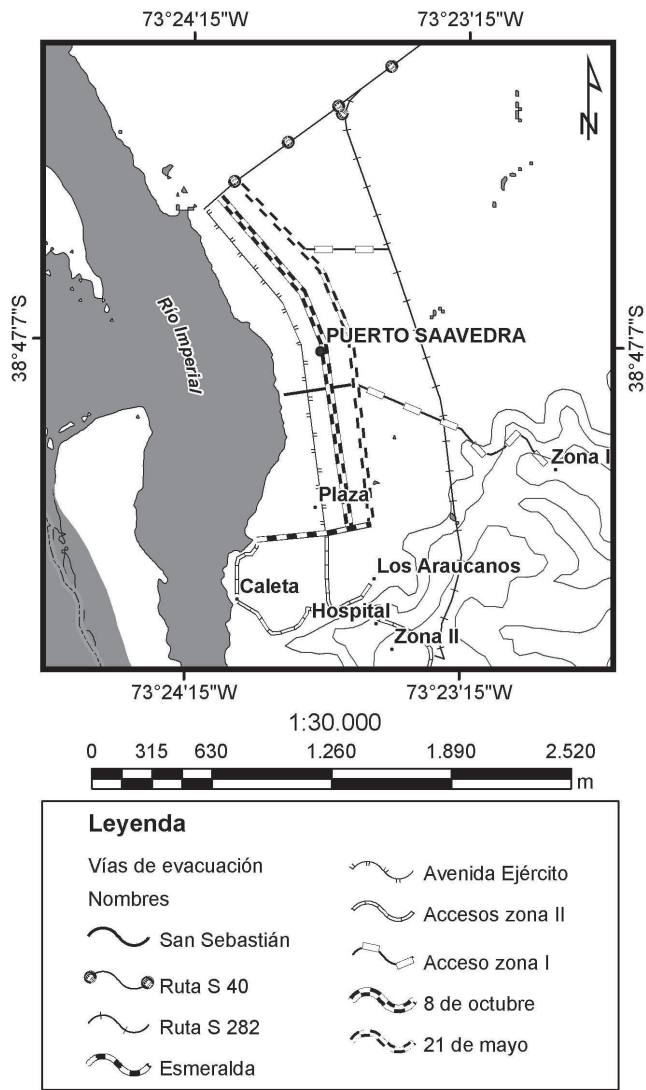 73°24'15"W 73°23'15"W
N
38°47'7"S
38°47'7"S
Río Imperial
PUERTO SAAVEDRA
Zona I
Plaza
Los Araucanos
Caleta
Hospital
Zona II
73°24'15"W 73°23'15"W
1:30.000
0 315 630 1.260 1.890 2.520
m
Leyenda
Vías de evacuación
Nombres
San Sebastián
Ruta S 40
Ruta S 282
Esmeralda
Avenida Ejército
Accesos zona II
Acceso zona I
8 de octubre
21 de mayo